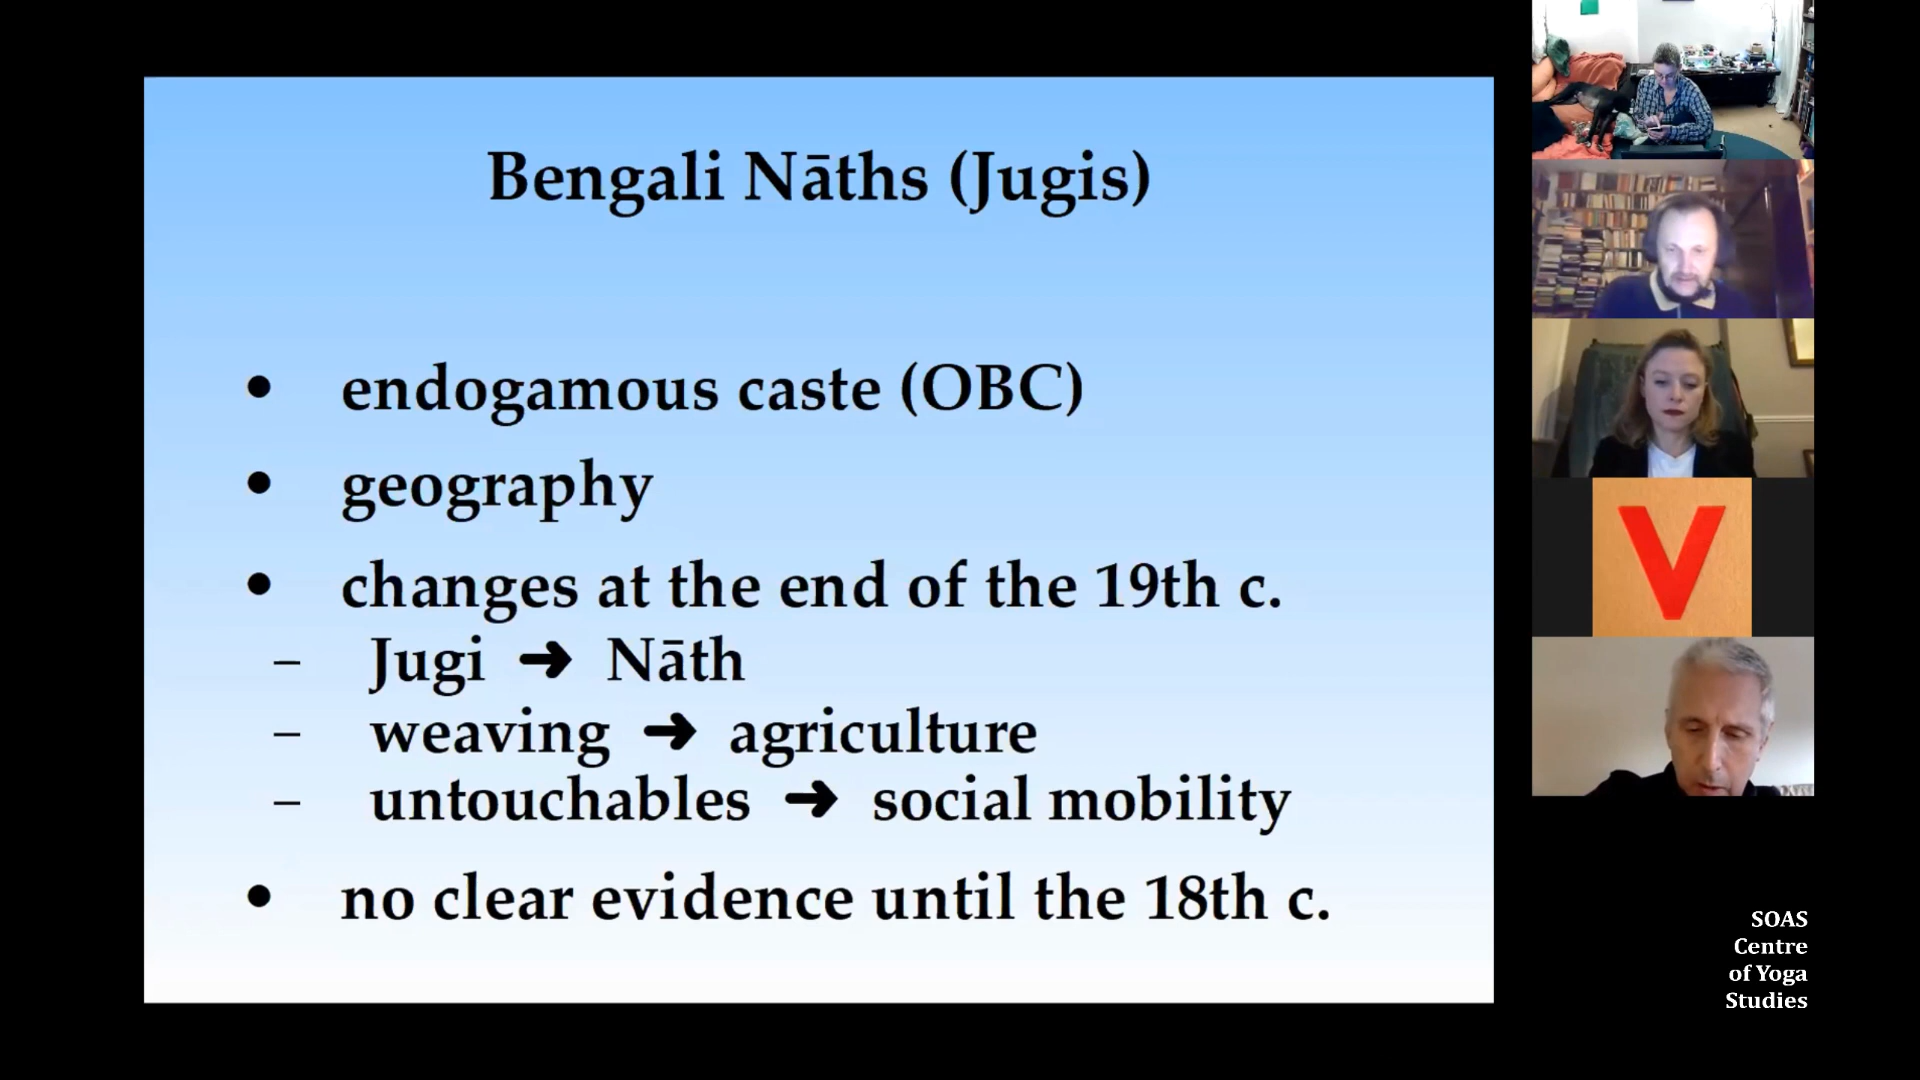 Bengali Nāths (Jugis)
• endogamous caste (OBC)
• geography
• changes at the end of the 19th c.
– Jugi ➜ Nāth
– weaving ➜ agriculture
– untouchables ➜ social mobility
• no clear evidence until the 18th c.
V
SOAS
Centre
of Yoga
Studies